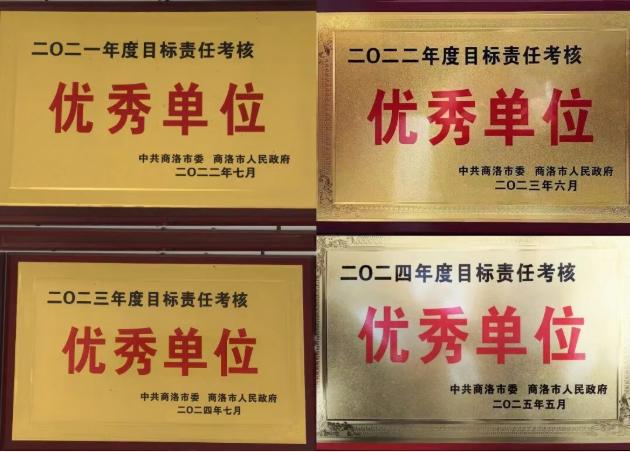 二〇二一年度目标责任考核
优秀单位
中共商洛市委 商洛市人民政府
二〇二二年七月
二〇二二年度目标责任考核
优秀单位
中共商洛市委 商洛市人民政府
二〇二三年六月
二〇二三年度目标责任考核
优秀单位
中共商洛市委 商洛市人民政府
二〇二四年七月
二〇二四年度目标责任考核
优秀单位
中共商洛市委 商洛市人民政府
二〇二五年五月